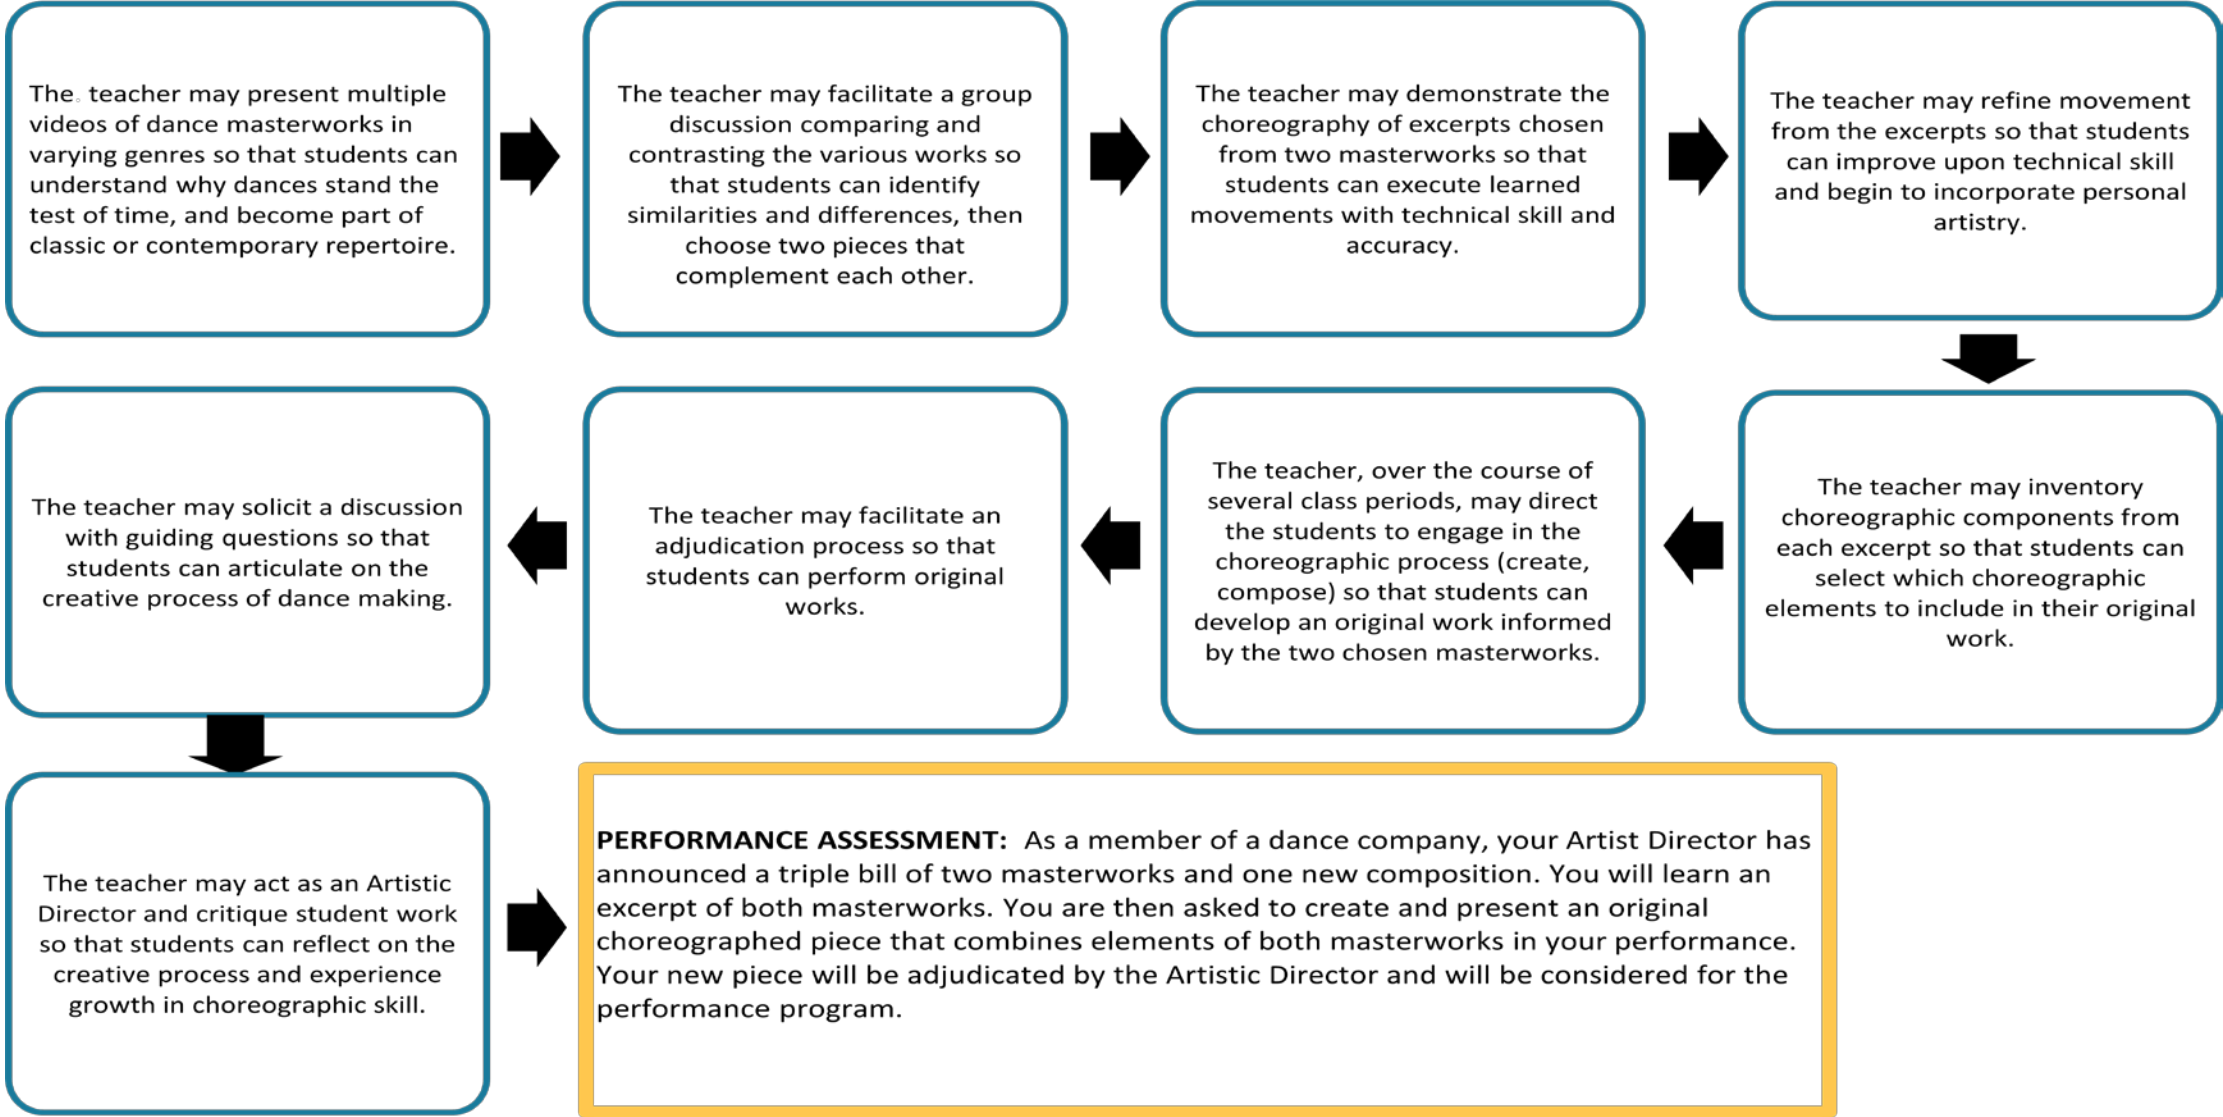 The. teacher may present multiple
videos of dance masterworks in
varying genres so that students can
understand why dances stand the
test of time, and become part of
classic or contemporary repertoire.
The teacher may facilitate a group
discussion comparing and
contrasting the various works so
that students can identify
similarities and differences, then
choose two pieces that
complement each other.
The teacher may demonstrate the
choreography of excerpts chosen
from two masterworks so that
students can execute learned
movements with technical skill and
accuracy.
The teacher may refine movement
from the excerpts so that students
can improve upon technical skill
and begin to incorporate personal
artistry.
The teacher may inventory
choreographic components from
each excerpt so that students can
select which choreographic
elements to include in their original
work.
The teacher, over the course of
several class periods, may direct
the students to engage in the
choreographic process (create,
compose) so that students can
develop an original work informed
by the two chosen masterworks.
The teacher may facilitate an
adjudication process so that
students can perform original
works.
The teacher may solicit a discussion
with guiding questions so that
students can articulate on the
creative process of dance making.
The teacher may act as an Artistic
Director and critique student work
so that students can reflect on the
creative process and experience
growth in choreographic skill.
PERFORMANCE ASSESSMENT: As a member of a dance company, your Artist Director has
announced a triple bill of two masterworks and one new composition. You will learn an
excerpt of both masterworks. You are then asked to create and present an original
choreographed piece that combines elements of both masterworks in your performance.
Your new piece will be adjudicated by the Artistic Director and will be considered for the
performance program.